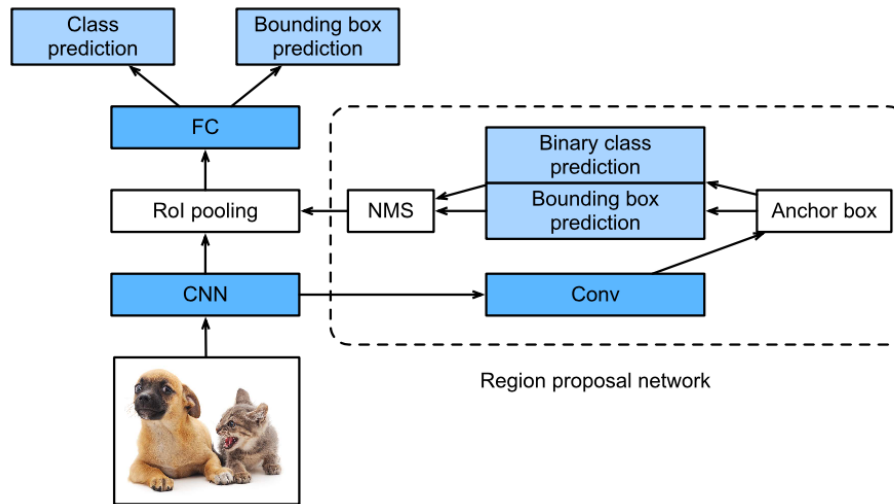 Class
prediction
Bounding box
prediction
FC
Binary class
prediction
RoI pooling
NMS
Bounding box
prediction
Anchor box
CNN
Conv
Region proposal network